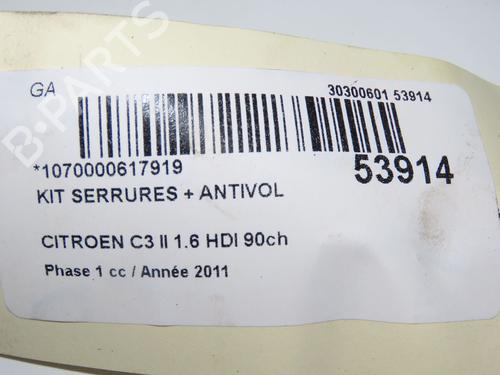 GA
30300601 53914
*1070000617919
53914
KIT SERRURES + ANTIVOL
CITROEN C3 II 1.6 HDI 90ch
Phase 1 cc / Année 2011
B-PARTS